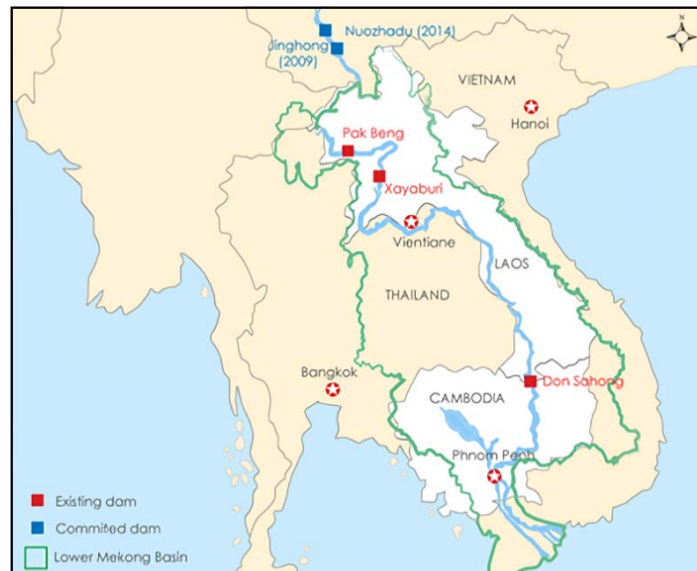 Nuozhadu (2014)
Jinghong
(2009)
VIETNAM
Hanoi
Pak Beng
Xayaburi
Vientiane
LAOS
THAILAND
Bangkok
Don Sahong
CAMBODIA
Phnom Penh
Existing dam
Commited dam
Lower Mekong Basin